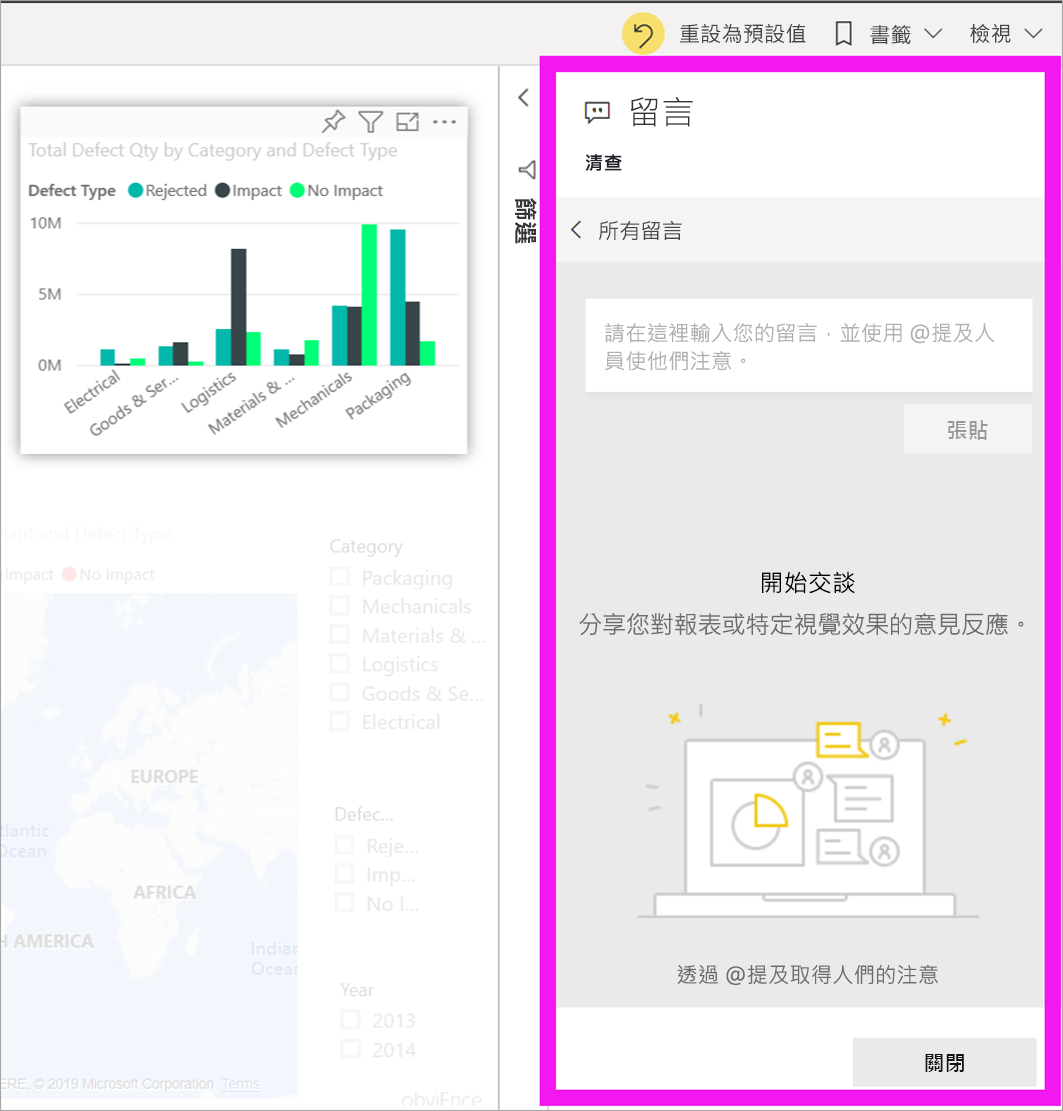 重設為預設值
書籤
檢視
Total Defect Qty by Category and Defect Type
Defect Type Rejected Impact No Impact
10M
5M
0M
Electrical
Goods & Ser...
Logistics
Materials & ...
Mechanicals
Packaging
篩選
留言
清查
所有留言
請在這裡輸入您的留言，並使用 @提及人
員使他們注意。
張貼
開始交談
分享您對報表或特定視覺效果的意見反應。
透過 @提及取得人們的注意
關閉
lant and Defect Type
Impact No Impact
EUROPE
tlantic
Ocean
AFRICA
H AMERICA
Indian
Ocean
ERE, © 2019 Microsoft Corporation Terms
Category
Packaging
Mechanicals
Materials & ...
Logistics
Goods & Se...
Electrical
Defec...
Reje...
Imp...
No I...
Year
2013
2014
obviEnce